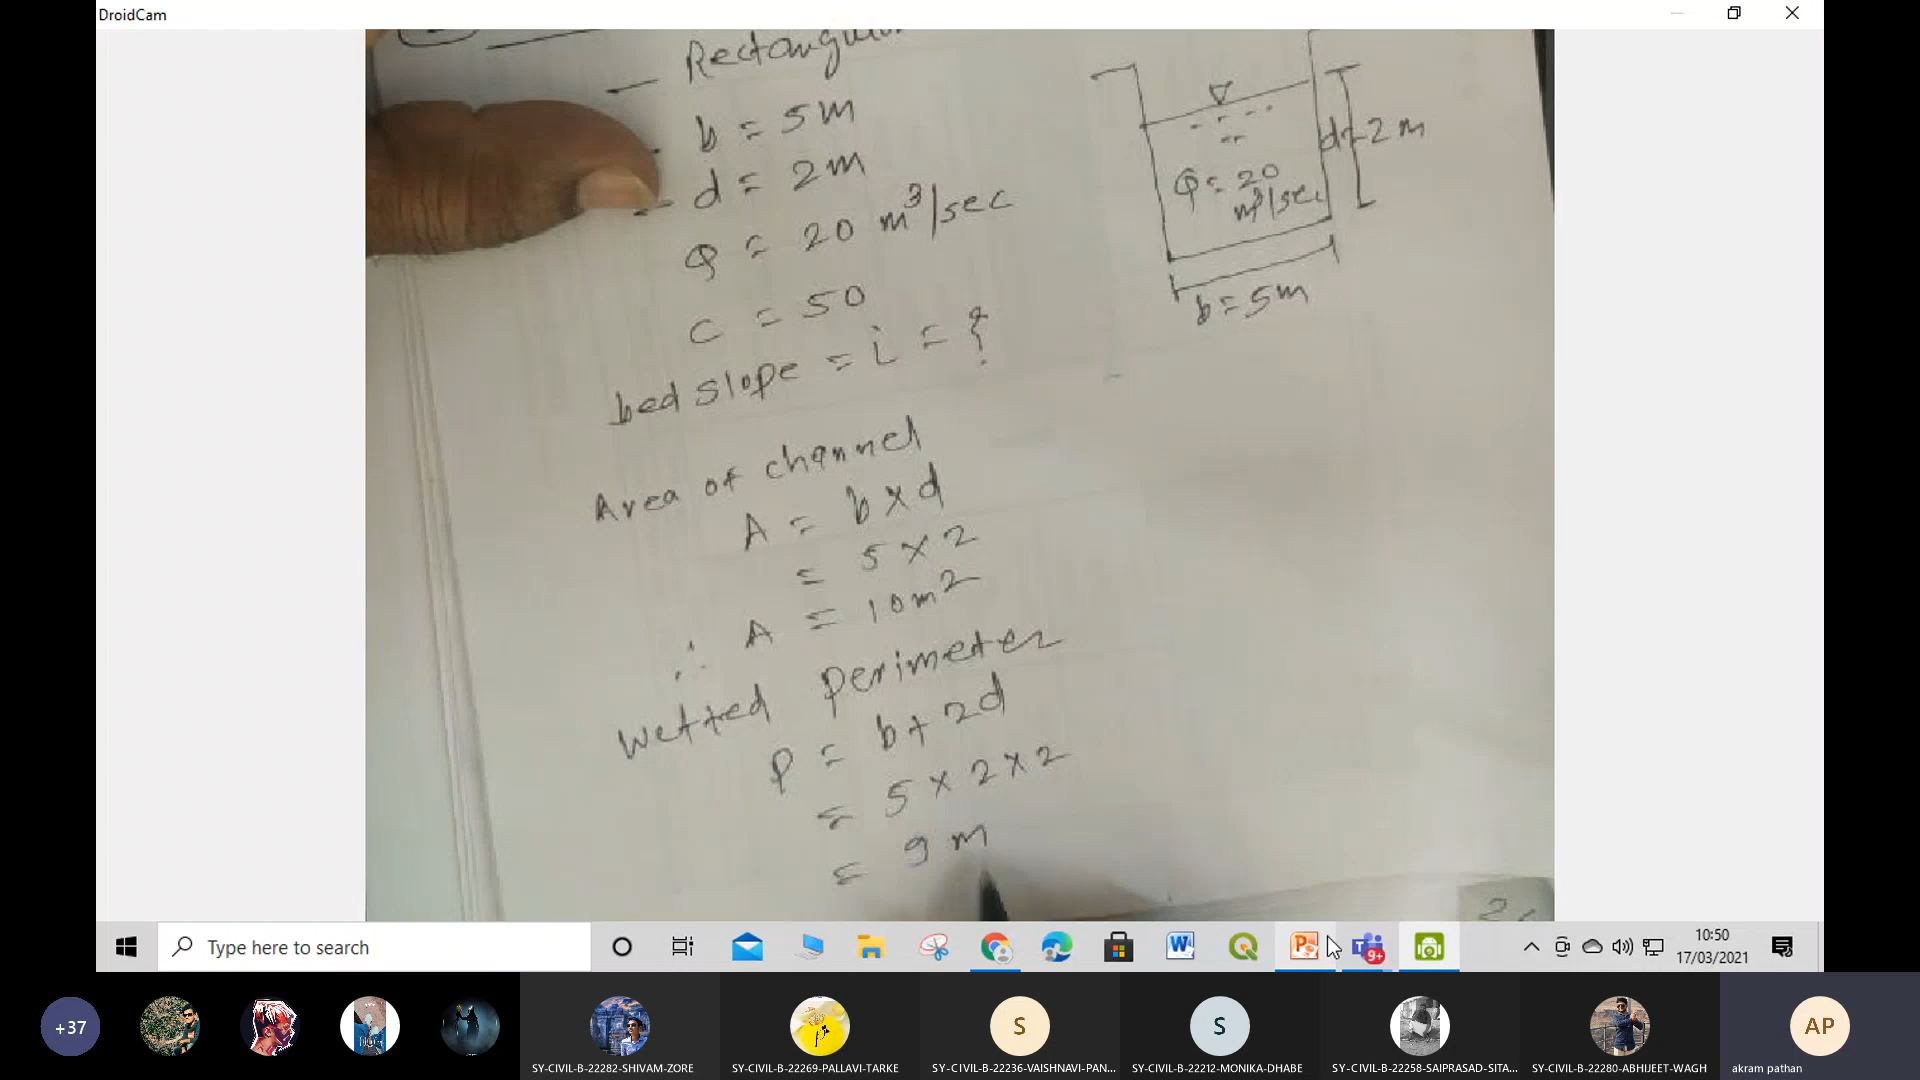 DroidCam
Rectangular
b = 5m
d = 2m
Q = 20 m³/sec
C = 50
bed slope = i = ?
d=2m
Q = 20
m³/sec
b = 5m
Area of channel
A = b x d
= 5 x 2
∴ A = 10m²
Wetted perimeter
P = b + 2d
= 5 x 2 x 2
= 9 m
Type here to search
9+
10:50
17/03/2021
+37
SY-CIVIL-B-22282-SHIVAM-ZORE
SY-CIVIL-B-22269-PALLAVI-TARKE
S
SY-CIVIL-B-22236-VAISHNAVI-PAN...
S
SY-CIVIL-B-22212-MONIKA-DHABE
SY-CIVIL-B-22258-SAIPRASAD-SITA...
SY-CIVIL-B-22280-ABHIJEET-WAGH
AP
akram pathan